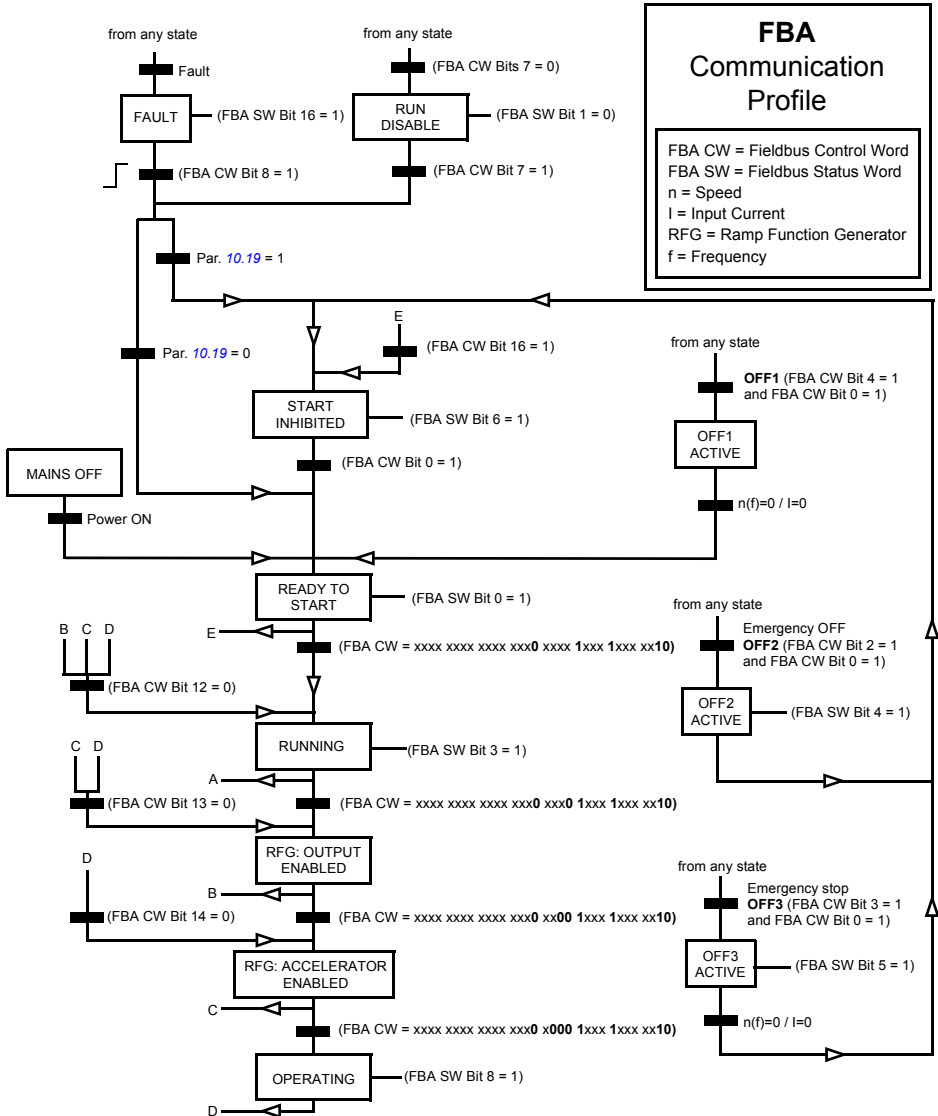 from any state
Fault
FAULT
(FBA SW Bit 16 = 1)
(FBA CW Bit 8 = 1)
from any state
(FBA CW Bits 7 = 0)
RUN
DISABLE
(FBA SW Bit 1 = 0)
(FBA CW Bit 7 = 1)
FBA
Communication
Profile
FBA CW = Fieldbus Control Word
FBA SW = Fieldbus Status Word
n = Speed
I = Input Current
RFG = Ramp Function Generator
f = Frequency
Par. 10.19 = 1
Par. 10.19 = 0
E
(FBA CW Bit 16 = 1)
START
INHIBITED
(FBA SW Bit 6 = 1)
(FBA CW Bit 0 = 1)
from any state
OFF1 (FBA CW Bit 4 = 1
and FBA CW Bit 0 = 1)
OFF1
ACTIVE
n(f)=0 / I=0
MAINS OFF
Power ON
READY TO
START
(FBA SW Bit 0 = 1)
E
(FBA CW = xxxx xxxx xxxx xxx0 xxxx 1xxx 1xxx xx10)
B C D
(FBA CW Bit 12 = 0)
from any state
Emergency OFF
OFF2 (FBA CW Bit 2 = 1
and FBA CW Bit 0 = 1)
OFF2
ACTIVE
(FBA SW Bit 4 = 1)
RUNNING
(FBA SW Bit 3 = 1)
A
C D
(FBA CW Bit 13 = 0)
(FBA CW = xxxx xxxx xxxx xxx0 xxx0 1xxx 1xxx xx10)
RFG: OUTPUT
ENABLED
B
D
(FBA CW Bit 14 = 0)
(FBA CW = xxxx xxxx xxxx xxx0 xx00 1xxx 1xxx xx10)
from any state
Emergency stop
OFF3 (FBA CW Bit 3 = 1
and FBA CW Bit 0 = 1)
OFF3
ACTIVE
(FBA SW Bit 5 = 1)
n(f)=0 / I=0
RFG: ACCELERATOR
ENABLED
C
(FBA CW = xxxx xxxx xxxx xxx0 x000 1xxx 1xxx xx10)
OPERATING
(FBA SW Bit 8 = 1)
D